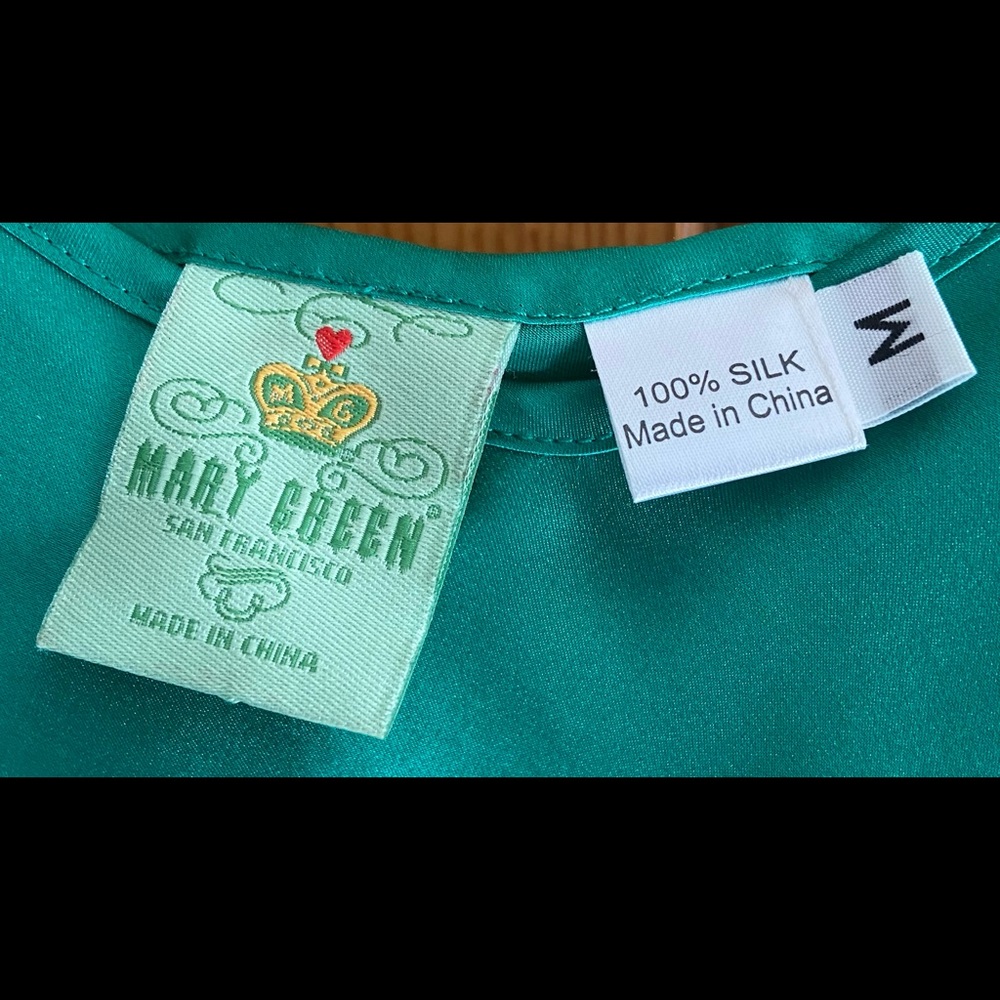 M G
MARY GREEN®
SAN FRANCISCO
MADE IN CHINA
100% SILK
Made in China
M